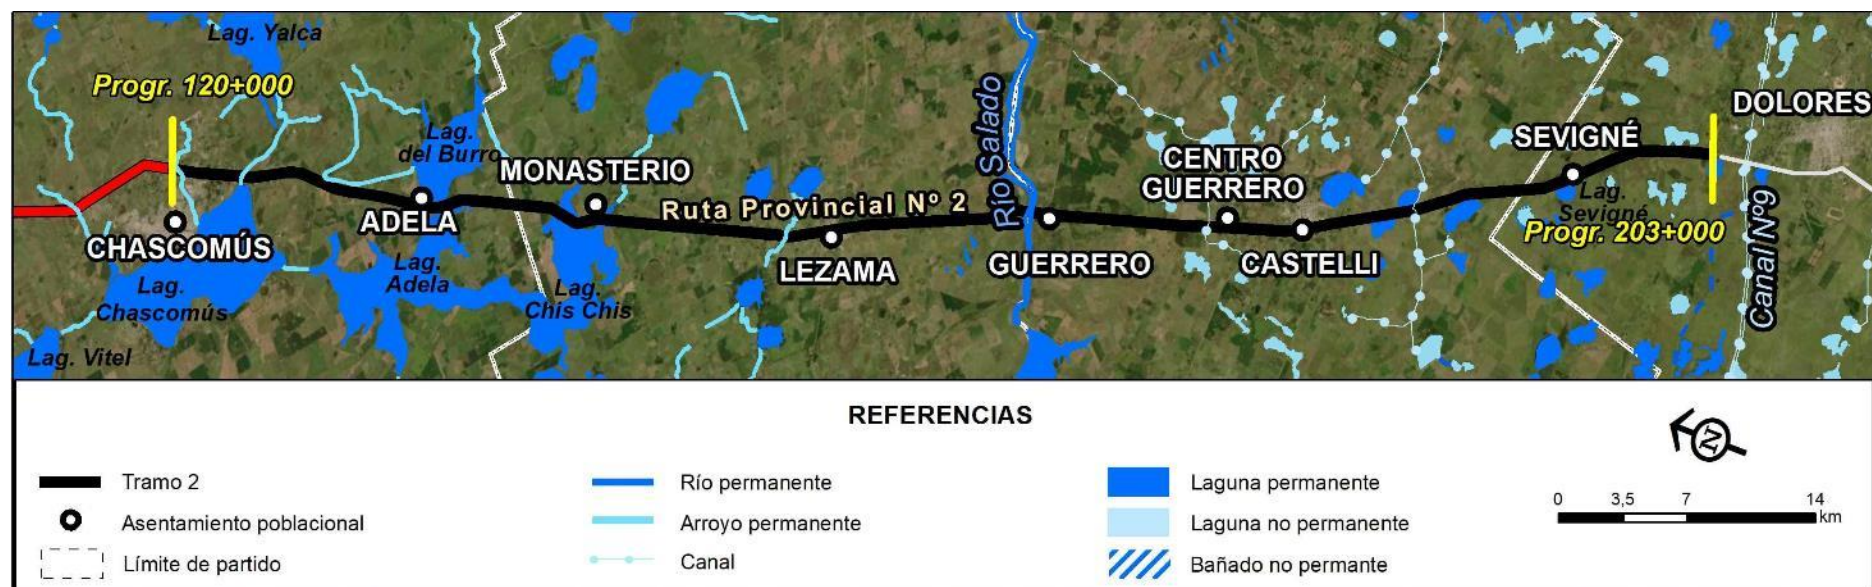 Lag. Yalca
Progr. 120+000
Lag.
del Burro
MONASTERIO
ADELA
CHASCOMÚS
Lag.
Chascomús
Lag. Vitel
Lag.
Adela
Lag.
Chis Chis
Ruta Provincial Nº 2
LEZAMA
Río Salado
GUERRERO
CENTRO
GUERRERO
CASTELLI
SEVIGNÉ
Lag.
Sevigné
Progr. 203+000
DOLORES
Canal Nº9
REFERENCIAS
Tramo 2
Asentamiento poblacional
Límite de partido
Río permanente
Arroyo permanente
Canal
Laguna permanente
Laguna no permanente
Bañado no permante
N
0 3,5 7 14
km